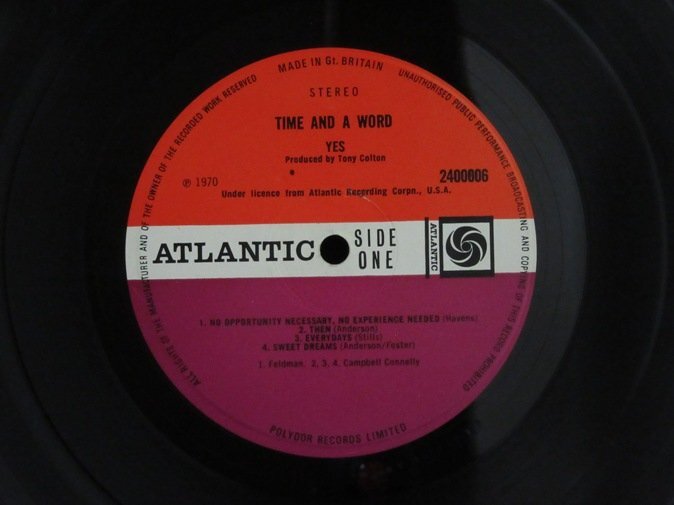 MADE IN Gt. BRITAIN
ALL RIGHTS OF THE MANUFACTURER AND OF THE OWNER OF THE RECORDED WORK RESERVED
UNAUTHORISED PUBLIC PERFORMANCE BROADCASTING AND COPYING OF THIS RECORD PROHIBITED
STEREO
TIME AND A WORD
YES
Produced by Tony Colton
℗ 1970
2400006
Under licence from Atlantic Recording Corpn., U.S.A.
ATLANTIC
SIDE
ONE
ATLANTIC
1. NO OPPORTUNITY NECESSARY, NO EXPERIENCE NEEDED (Havens)
2. THEN (Anderson)
3. EVERYDAYS (Stills)
4. SWEET DREAMS (Anderson/Foster)
1. Feldman. 2, 3, 4. Campbell Connelly
POLYDOR RECORDS LIMITED